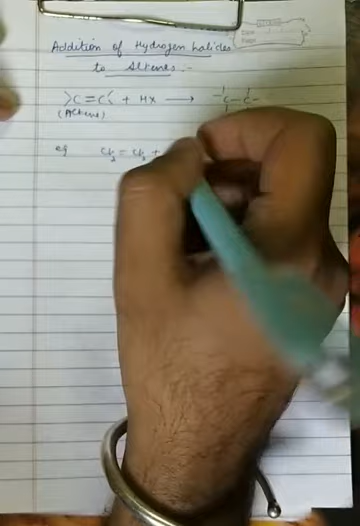 Addition of Hydrogen halides
to Alkenes :-
>C=C< + HX ⟶ -C-C-
(Alkene)
eg CH2 = CH2 +